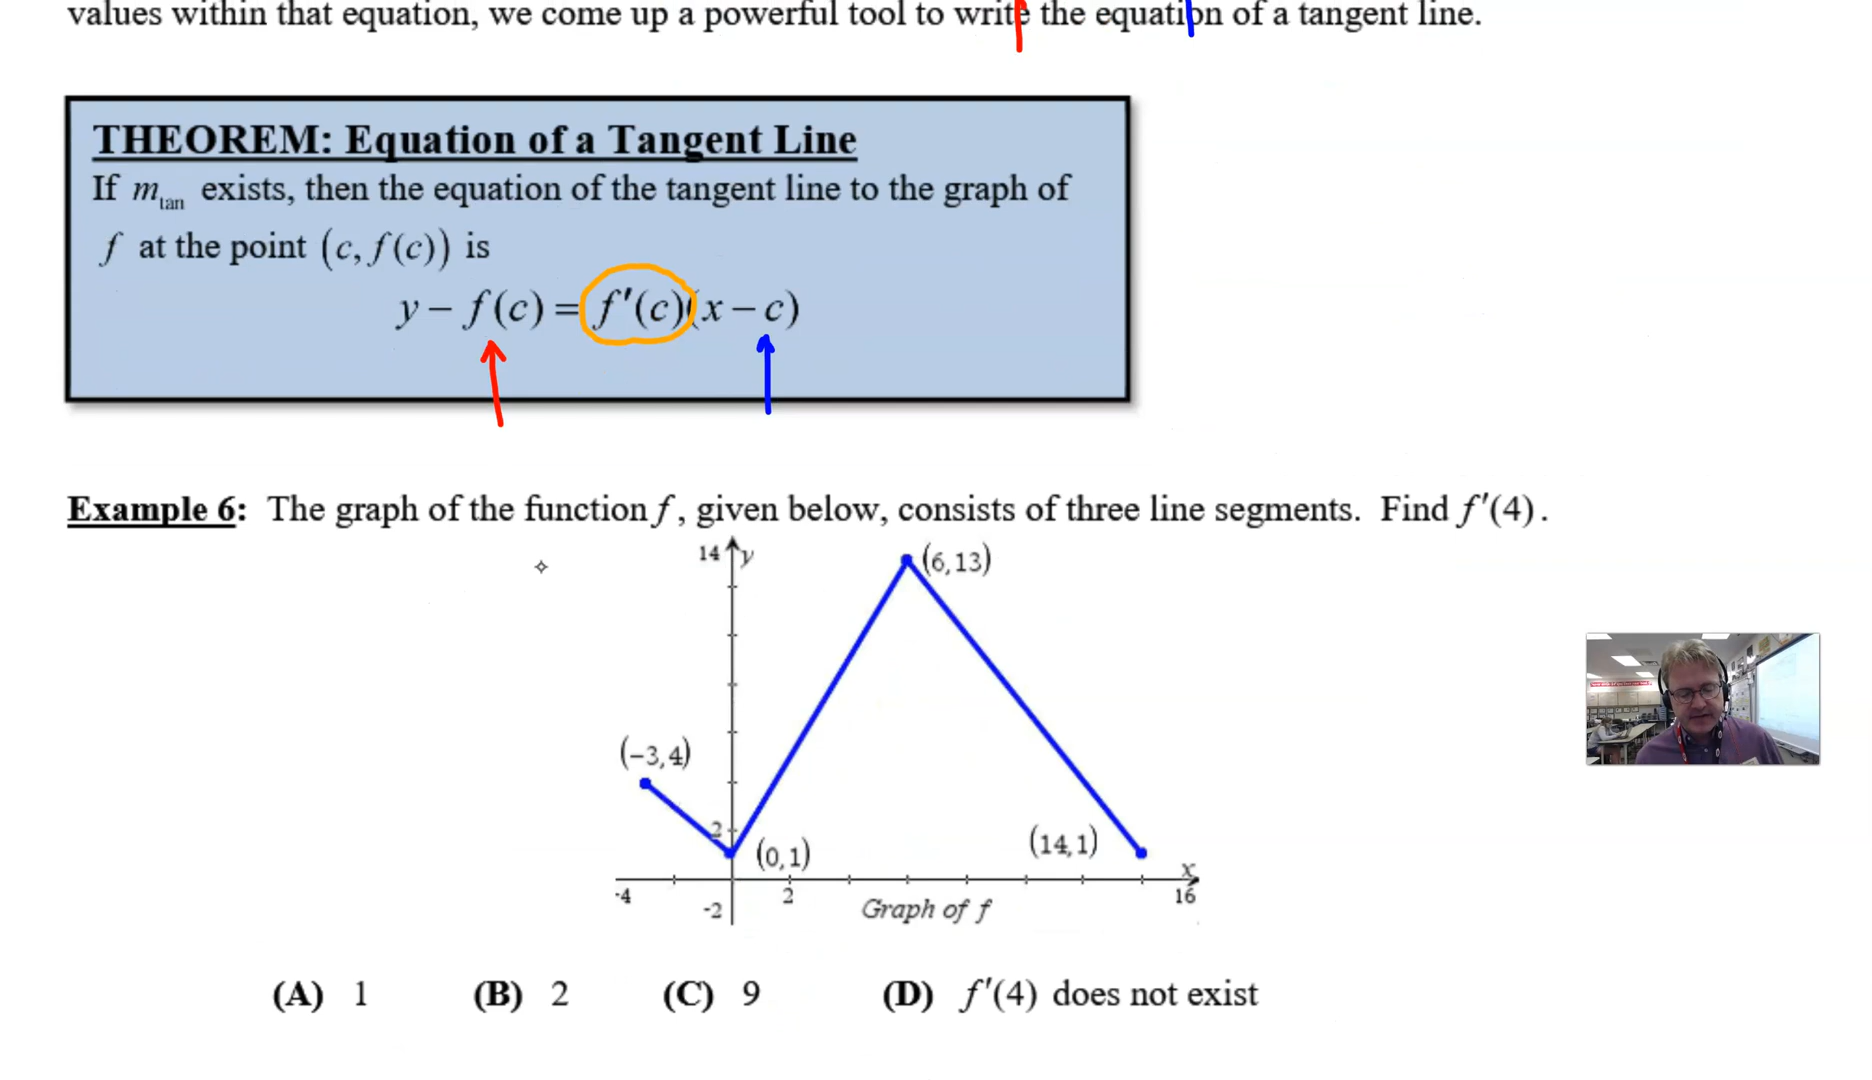 values within that equation, we come up a powerful tool to write the equation of a tangent line.
THEOREM: Equation of a Tangent Line
If m_tan exists, then the equation of the tangent line to the graph of
f at the point (c, f(c)) is
y − f(c) = f′(c)(x − c)
Example 6: The graph of the function f, given below, consists of three line segments. Find f′(4).
14 y
(6,13)
(−3,4)
2
(0,1)
(14,1)
x
-4
2
16
-2
Graph of f
(A) 1 (B) 2 (C) 9 (D) f′(4) does not exist